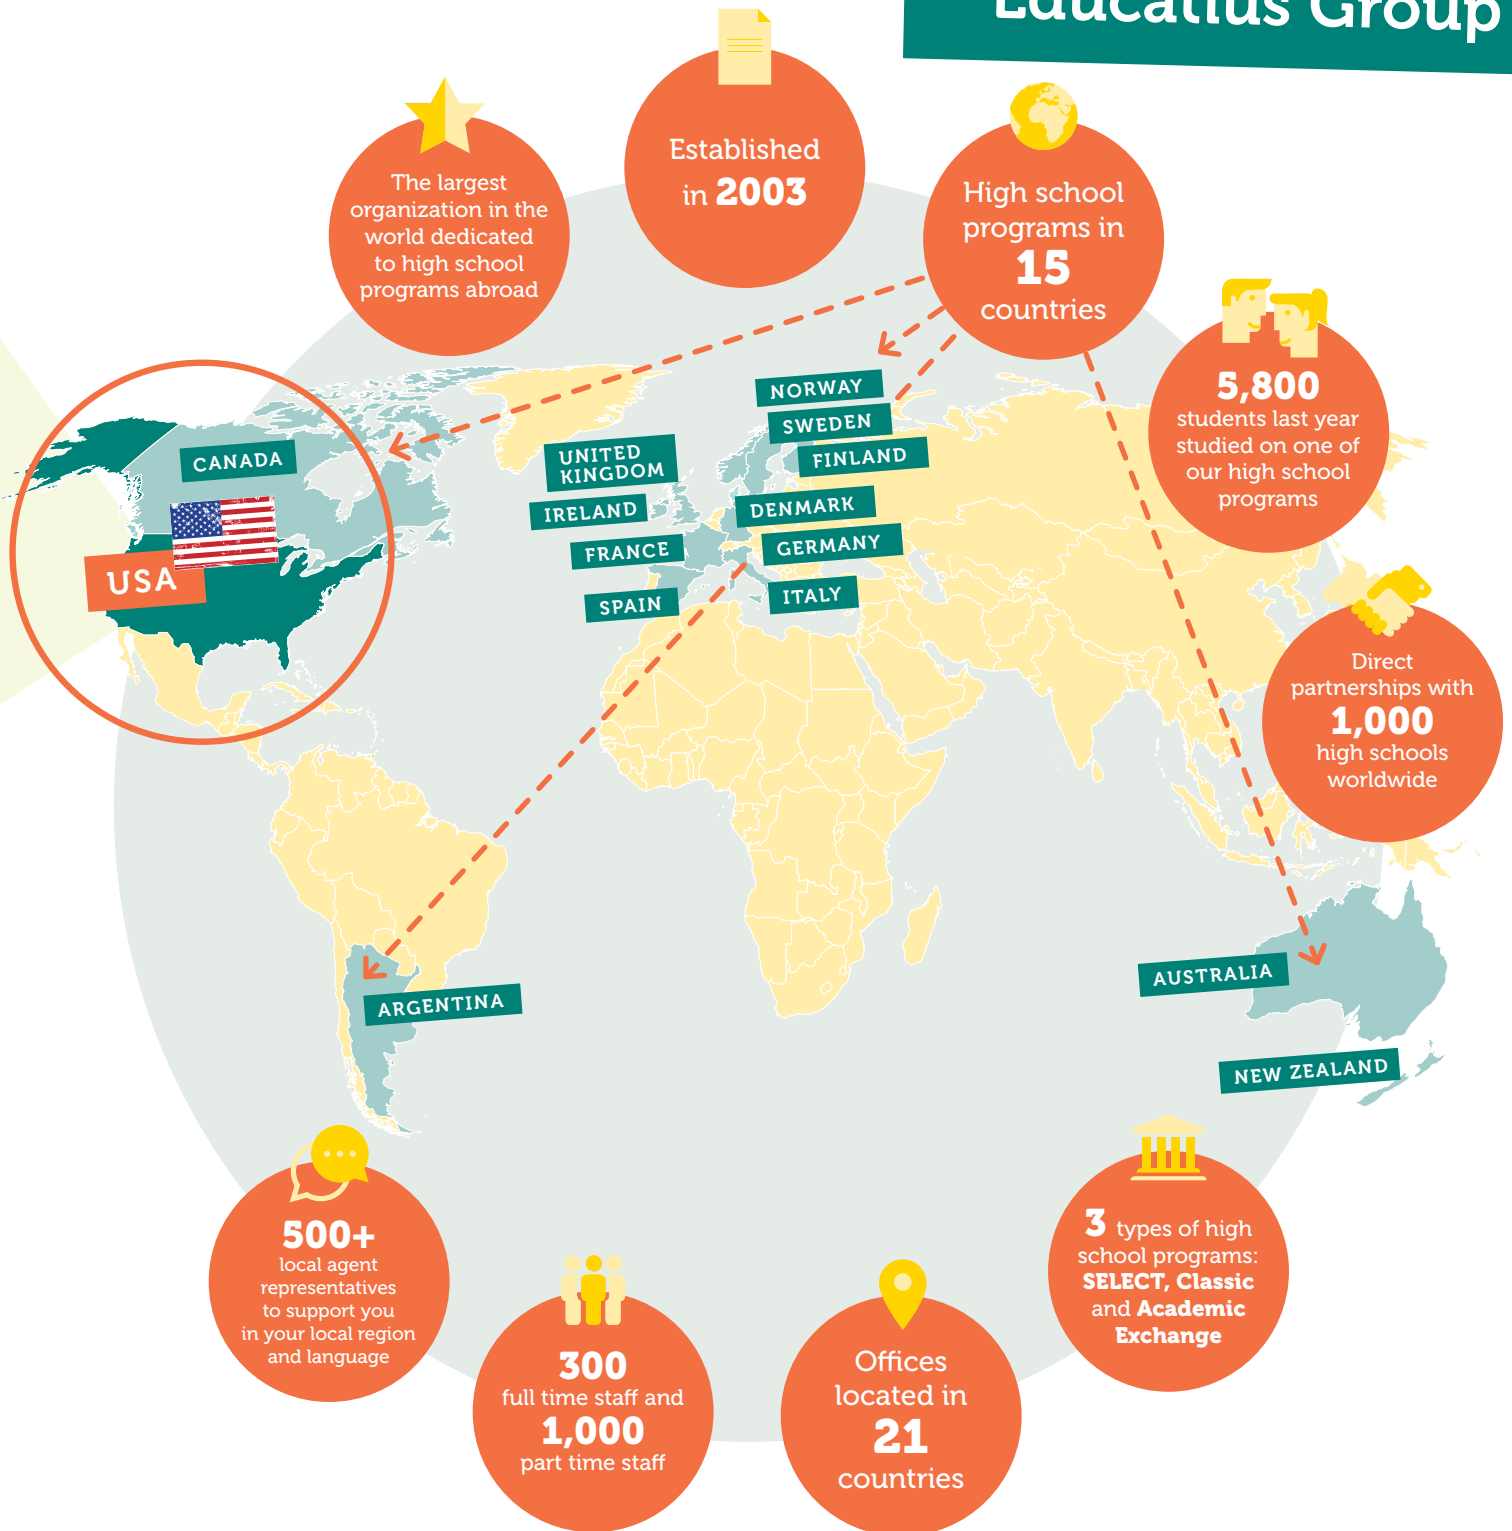 Educatius Group
Established
in 2003
The largest
organization in the
world dedicated
to high school
programs abroad
High school
programs in
15
countries
5,800
students last year
studied on one of
our high school
programs
NORWAY
SWEDEN
FINLAND
UNITED
KINGDOM
IRELAND
DENMARK
FRANCE
GERMANY
SPAIN
ITALY
CANADA
USA
Direct
partnerships with
1,000
high schools
worldwide
ARGENTINA
AUSTRALIA
NEW ZEALAND
500+
local agent
representatives
to support you
in your local region
and language
300
full time staff and
1,000
part time staff
Offices
located in
21
countries
3 types of high
school programs:
SELECT, Classic
and Academic
Exchange